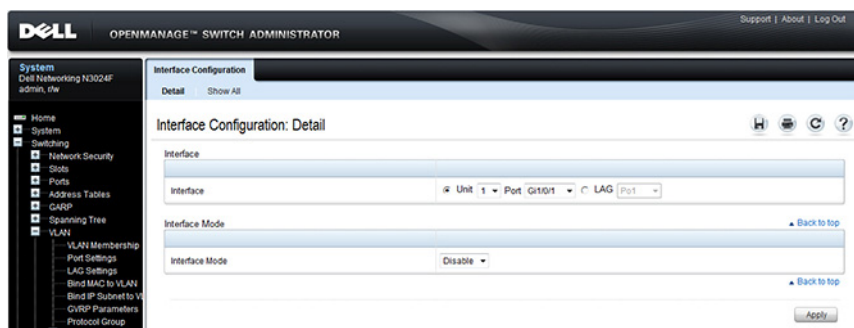 Support | About | Log Out
DELL OPENMANAGE™ SWITCH ADMINISTRATOR
System
Dell Networking N3024F
admin, r/w
Home
System
Switching
Network Security
Slots
Ports
Address Tables
GARP
Spanning Tree
VLAN
VLAN Membership
Port Settings
LAG Settings
Bind MAC to VLAN
Bind IP Subnet to VL
GVRP Parameters
Protocol Group
Interface Configuration
Detail Show All
Interface Configuration: Detail
Interface
Interface Unit 1 Port Gi1/0/1 LAG Po1
Interface Mode Back to top
Interface Mode Disable
Back to top
Apply